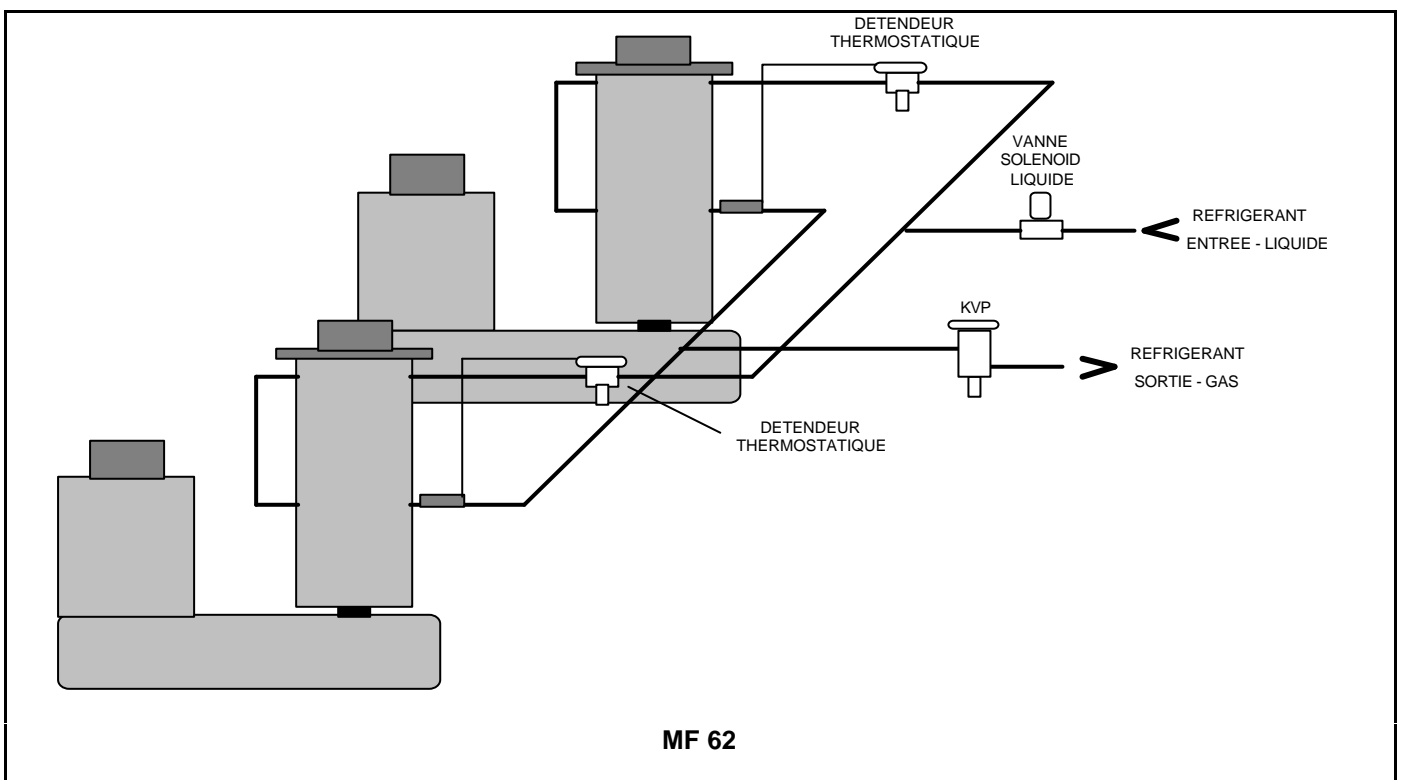 DETENDEUR
THERMOSTATIQUE
VANNE
SOLENOID
LIQUIDE
REFRIGERANT
ENTREE - LIQUIDE
KVP
REFRIGERANT
SORTIE - GAS
DETENDEUR
THERMOSTATIQUE
MF 62